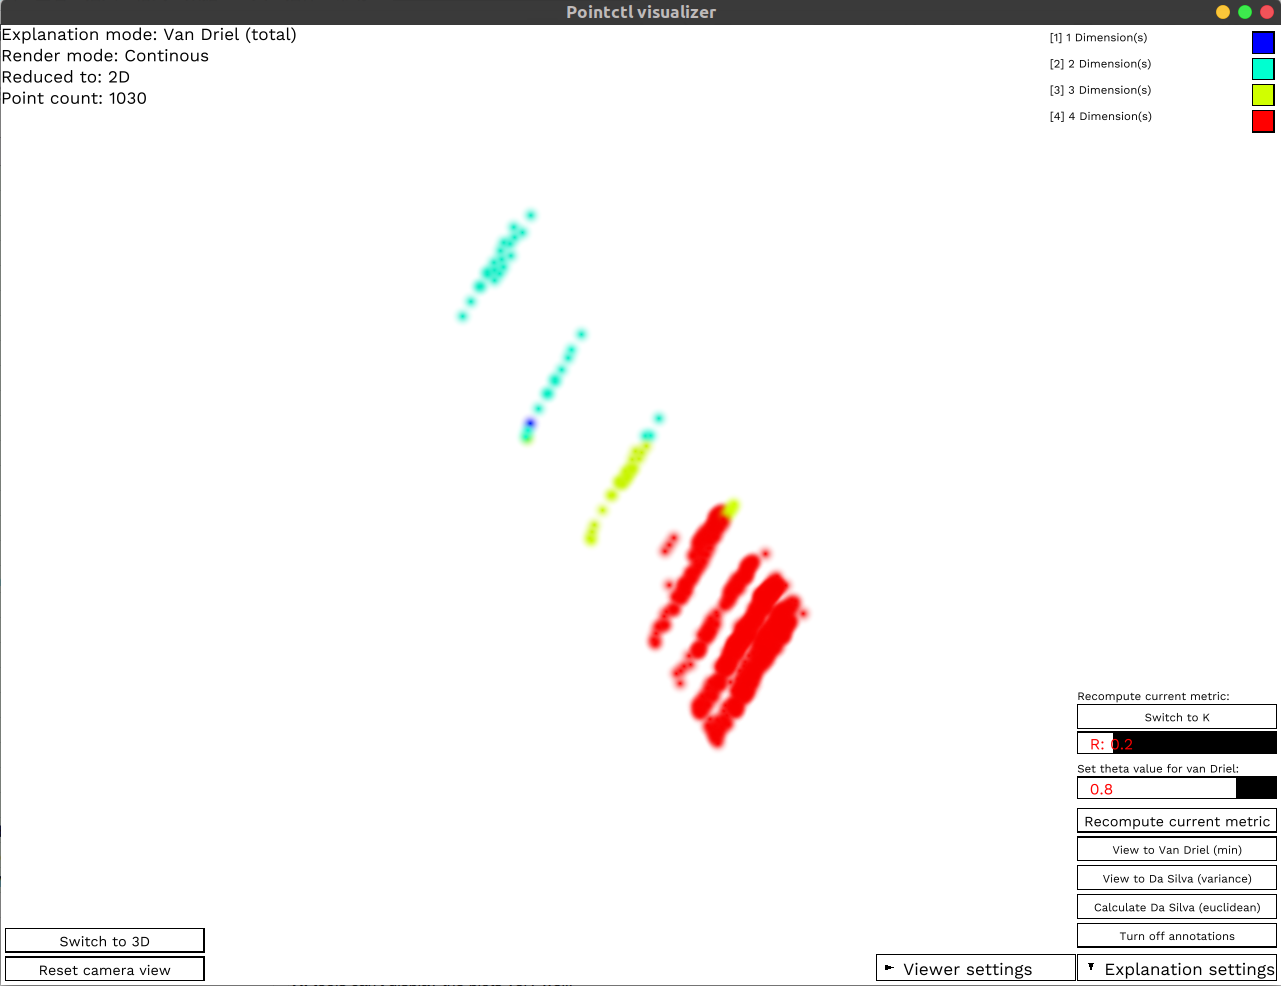 Pointctl visualizer
Explanation mode: Van Driel (total)
Render mode: Continous
Reduced to: 2D
Point count: 1030
[1] 1 Dimension(s)
[2] 2 Dimension(s)
[3] 3 Dimension(s)
[4] 4 Dimension(s)
Recompute current metric:
Switch to K
R: 0.2
Set theta value for van Driel:
0.8
Recompute current metric
View to Van Driel (min)
View to Da Silva (variance)
Calculate Da Silva (euclidean)
Turn off annotations
Switch to 3D
Reset camera view
Viewer settings
Explanation settings